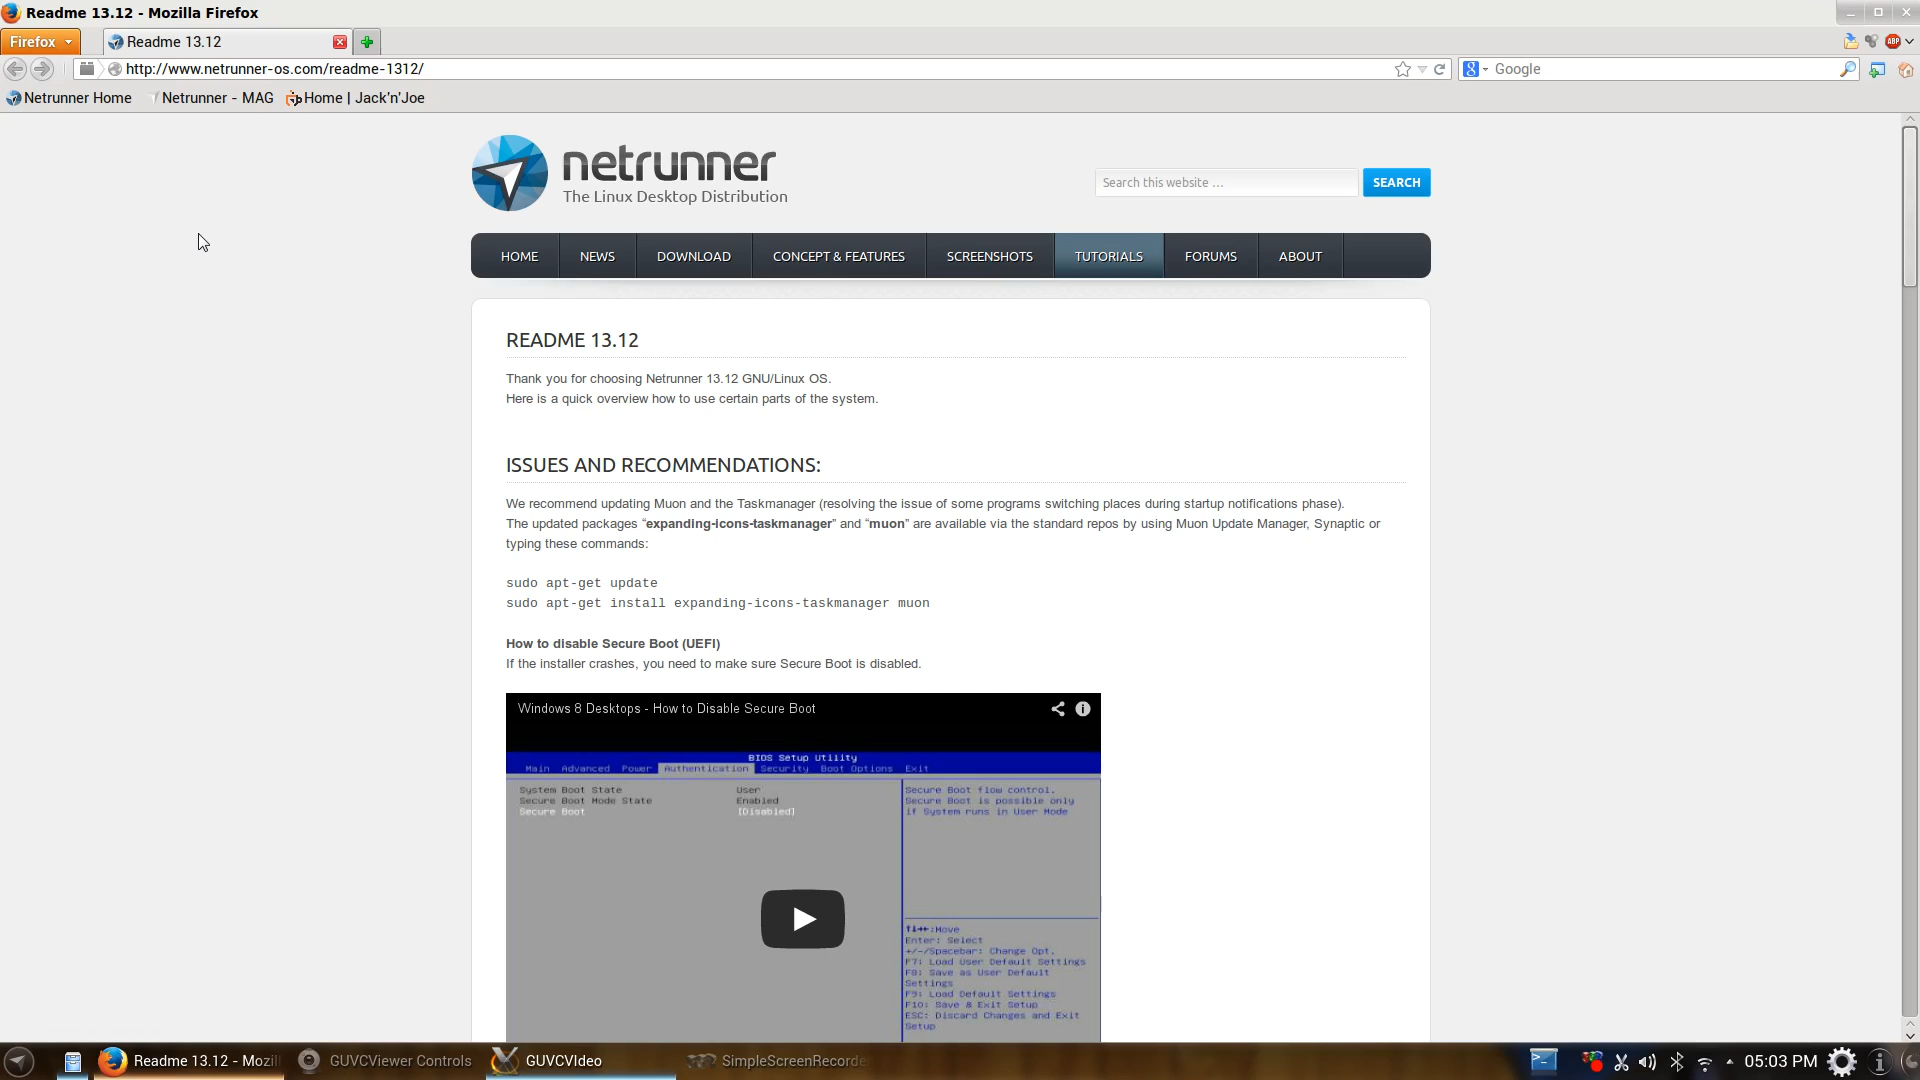 Readme 13.12 - Mozilla Firefox
Firefox
Readme 13.12
ABP
http://www.netrunner-os.com/readme-1312/
Google
Netrunner Home
Netrunner - MAG
Home | Jack'n'Joe
netrunner
The Linux Desktop Distribution
Search this website ...
SEARCH
HOME
NEWS
DOWNLOAD
CONCEPT & FEATURES
SCREENSHOTS
TUTORIALS
FORUMS
ABOUT
README 13.12
Thank you for choosing Netrunner 13.12 GNU/Linux OS.
Here is a quick overview how to use certain parts of the system.
ISSUES AND RECOMMENDATIONS:
We recommend updating Muon and the Taskmanager (resolving the issue of some programs switching places during startup notifications phase).
The updated packages “expanding-icons-taskmanager” and “muon” are available via the standard repos by using Muon Update Manager, Synaptic or
typing these commands:
sudo apt-get update
sudo apt-get install expanding-icons-taskmanager muon
How to disable Secure Boot (UEFI)
If the installer crashes, you need to make sure Secure Boot is disabled.
Windows 8 Desktops - How to Disable Secure Boot
BIOS Setup Utility
Main Advanced Power Authentication Security Boot Options Exit
System Boot State User
Secure Boot Mode State Enabled
Secure Boot [Disabled]
Secure Boot flow control.
Secure Boot is possible only
if System runs in User Mode
↑↓→←:Move
Enter: Select
+/-/Spacebar: Change Opt.
F7: Load User Default Settings
F8: Save as User Default
Settings
F9: Load Default Settings
F10: Save & Exit Setup
ESC: Discard Changes and Exit
Setup
Readme 13.12 - Mozil
GUVCViewer Controls
GUVCVIdeo
SimpleScreenRecorde
05:03 PM